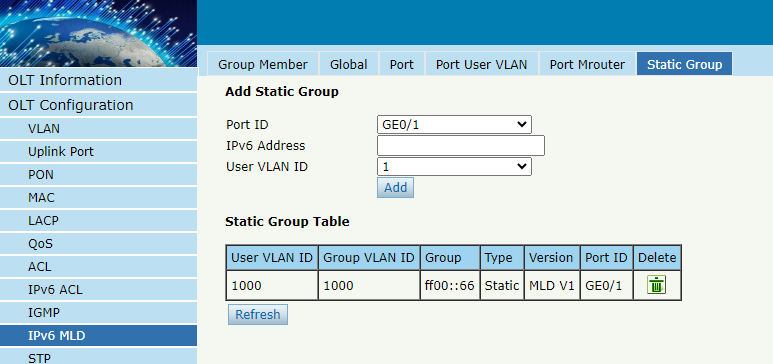 Group Member Global Port Port User VLAN Port Mrouter Static Group
OLT Information
OLT Configuration
VLAN
Uplink Port
PON
MAC
LACP
QoS
ACL
IPv6 ACL
IGMP
IPv6 MLD
STP
Add Static Group
Port ID GE0/1
IPv6 Address
User VLAN ID 1
Add
Static Group Table
User VLAN ID Group VLAN ID Group Type Version Port ID Delete
1000 1000 ff00::66 Static MLD V1 GE0/1
Refresh